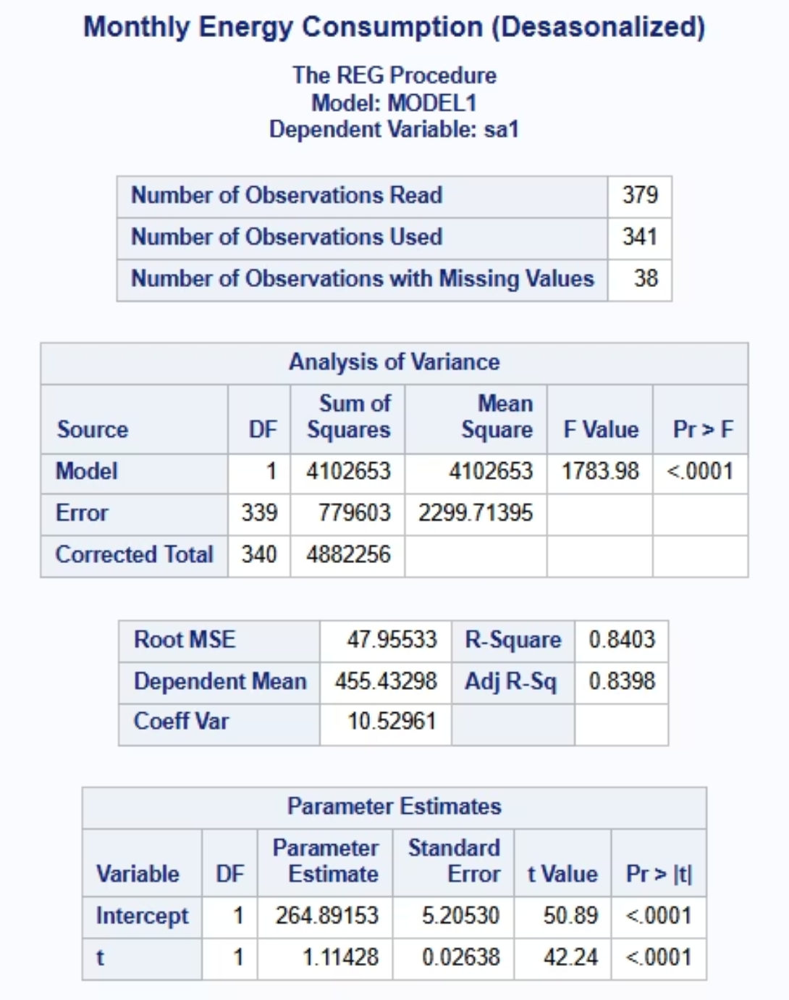 Monthly Energy Consumption (Desasonalized)
The REG Procedure
Model: MODEL1
Dependent Variable: sa1
Number of Observations Read 379
Number of Observations Used 341
Number of Observations with Missing Values 38
Analysis of Variance
Source DF Sum of Squares Mean Square F Value Pr > F
Model 1 4102653 4102653 1783.98 <.0001
Error 339 779603 2299.71395
Corrected Total 340 4882256
Root MSE 47.95533 R-Square 0.8403
Dependent Mean 455.43298 Adj R-Sq 0.8398
Coeff Var 10.52961
Parameter Estimates
Variable DF Parameter Estimate Standard Error t Value Pr > |t|
Intercept 1 264.89153 5.20530 50.89 <.0001
t 1 1.11428 0.02638 42.24 <.0001